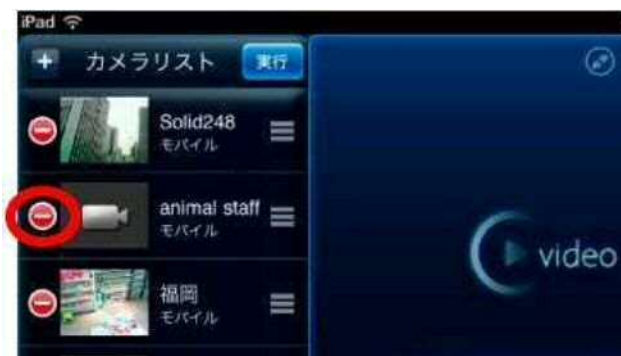 iPad
カメラリスト 実行
Solid248
モバイル
animal staff
モバイル
福岡
モバイル
video